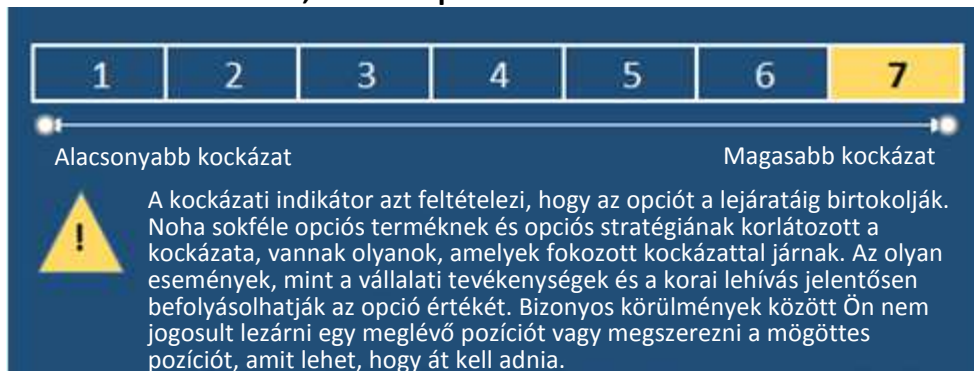 1 2 3 4 5 6 7
Alacsonyabb kockázat Magasabb kockázat
A kockázati indikátor azt feltételezi, hogy az opciót a lejáratáig birtokolják.
Noha sokféle opciós terméknek és opciós stratégiának korlátozott a
kockázata, vannak olyanok, amelyek fokozott kockázattal járnak. Az olyan
események, mint a vállalati tevékenységek és a korai lehívás jelentősen
befolyásolhatják az opció értékét. Bizonyos körülmények között Ön nem
jogosult lezárni egy meglévő pozíciót vagy megszerezni a mögöttes
pozíciót, amit lehet, hogy át kell adnia.